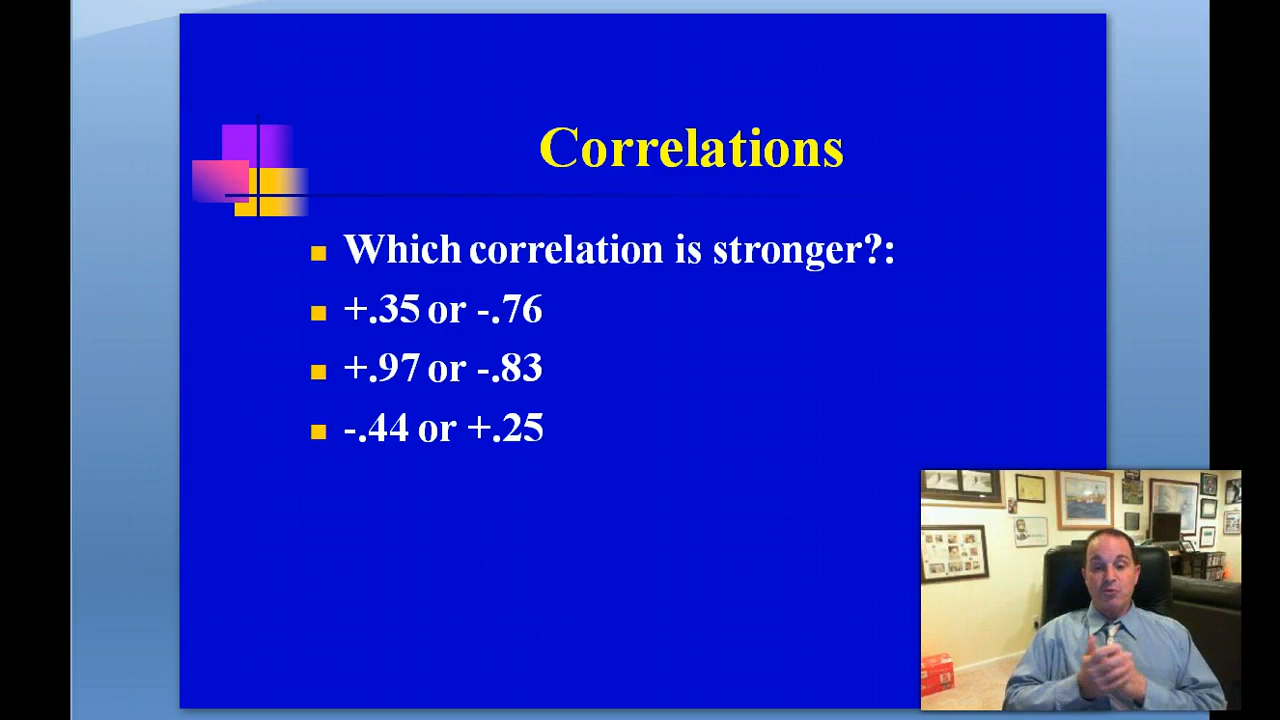 Correlations
Which correlation is stronger?:
+.35 or -.76
+.97 or -.83
-.44 or +.25